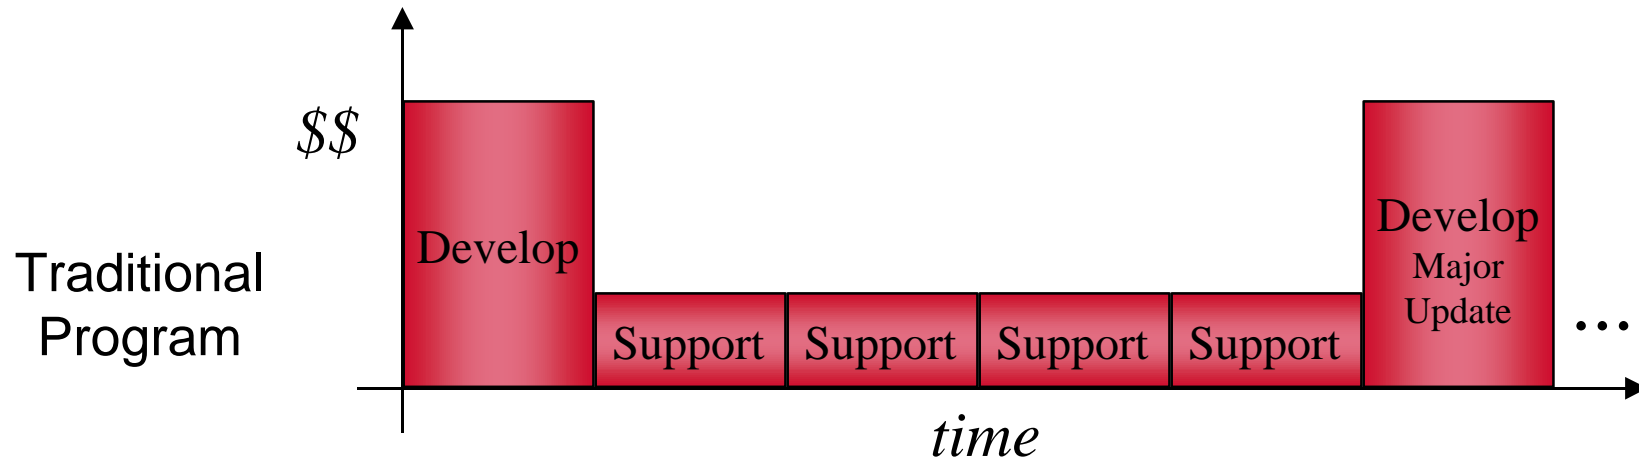 $$
Traditional
Program
Develop
Support
Support
Support
Support
Develop
Major
Update
...
time